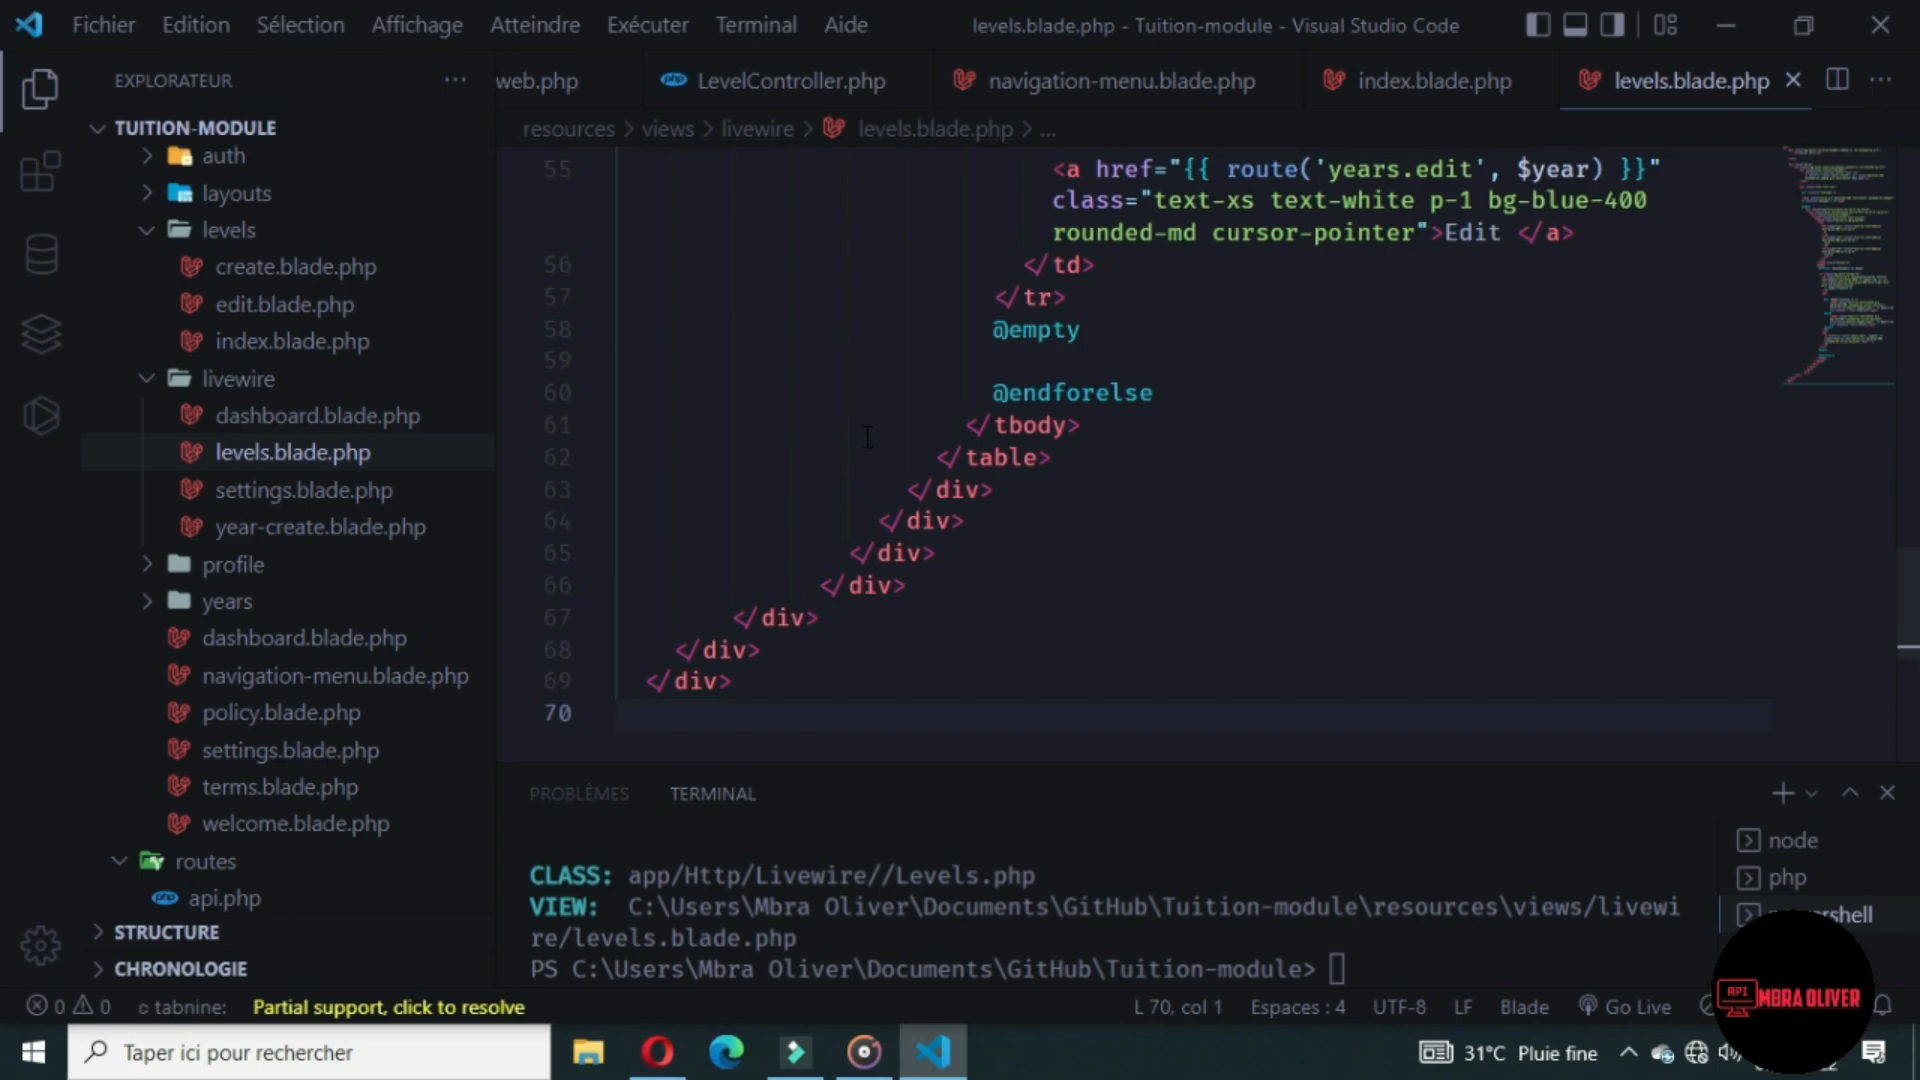 Fichier Edition Sélection Affichage Atteindre Exécuter Terminal Aide
levels.blade.php - Tuition-module - Visual Studio Code
EXPLORATEUR
web.php
LevelController.php
navigation-menu.blade.php
index.blade.php
levels.blade.php
resources > views > livewire > levels.blade.php > ...
TUITION-MODULE
auth
layouts
levels
create.blade.php
edit.blade.php
index.blade.php
livewire
dashboard.blade.php
levels.blade.php
settings.blade.php
year-create.blade.php
profile
years
dashboard.blade.php
navigation-menu.blade.php
policy.blade.php
settings.blade.php
terms.blade.php
welcome.blade.php
routes
api.php
STRUCTURE
CHRONOLOGIE
55 <a href="{{ route('years.edit', $year) }}"
class="text-xs text-white p-1 bg-blue-400
rounded-md cursor-pointer">Edit </a>
56 </td>
57 </tr>
58 @empty
59
60 @endforelse
61 </tbody>
62 </table>
63 </div>
64 </div>
65 </div>
66 </div>
67 </div>
68 </div>
69 </div>
70
PROBLÈMES
TERMINAL
CLASS: app/Http/Livewire//Levels.php
VIEW: C:\Users\Mbra Oliver\Documents\GitHub\Tuition-module\resources\views/livewi
re/levels.blade.php
PS C:\Users\Mbra Oliver\Documents\GitHub\Tuition-module>
node
php
0 0 tabnine: Partial support, click to resolve
L 70, col 1 Espaces : 4 UTF-8 LF Blade Go Live
API
MBRA OLIVER
Taper ici pour rechercher
31°C Pluie fine